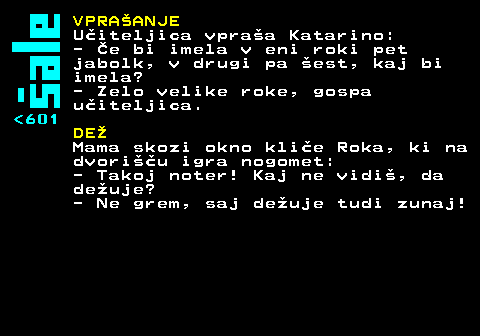 šale
<601
VPRAŠANJE
Učiteljica vpraša Katarino:
- Če bi imela v eni roki pet
jabolk, v drugi pa šest, kaj bi
imela?
- Zelo velike roke, gospa
učiteljica.
DEŽ
Mama skozi okno kliče Roka, ki na
dvorišču igra nogomet:
- Takoj noter! Kaj ne vidiš, da
dežuje?
- Ne grem, saj dežuje tudi zunaj!